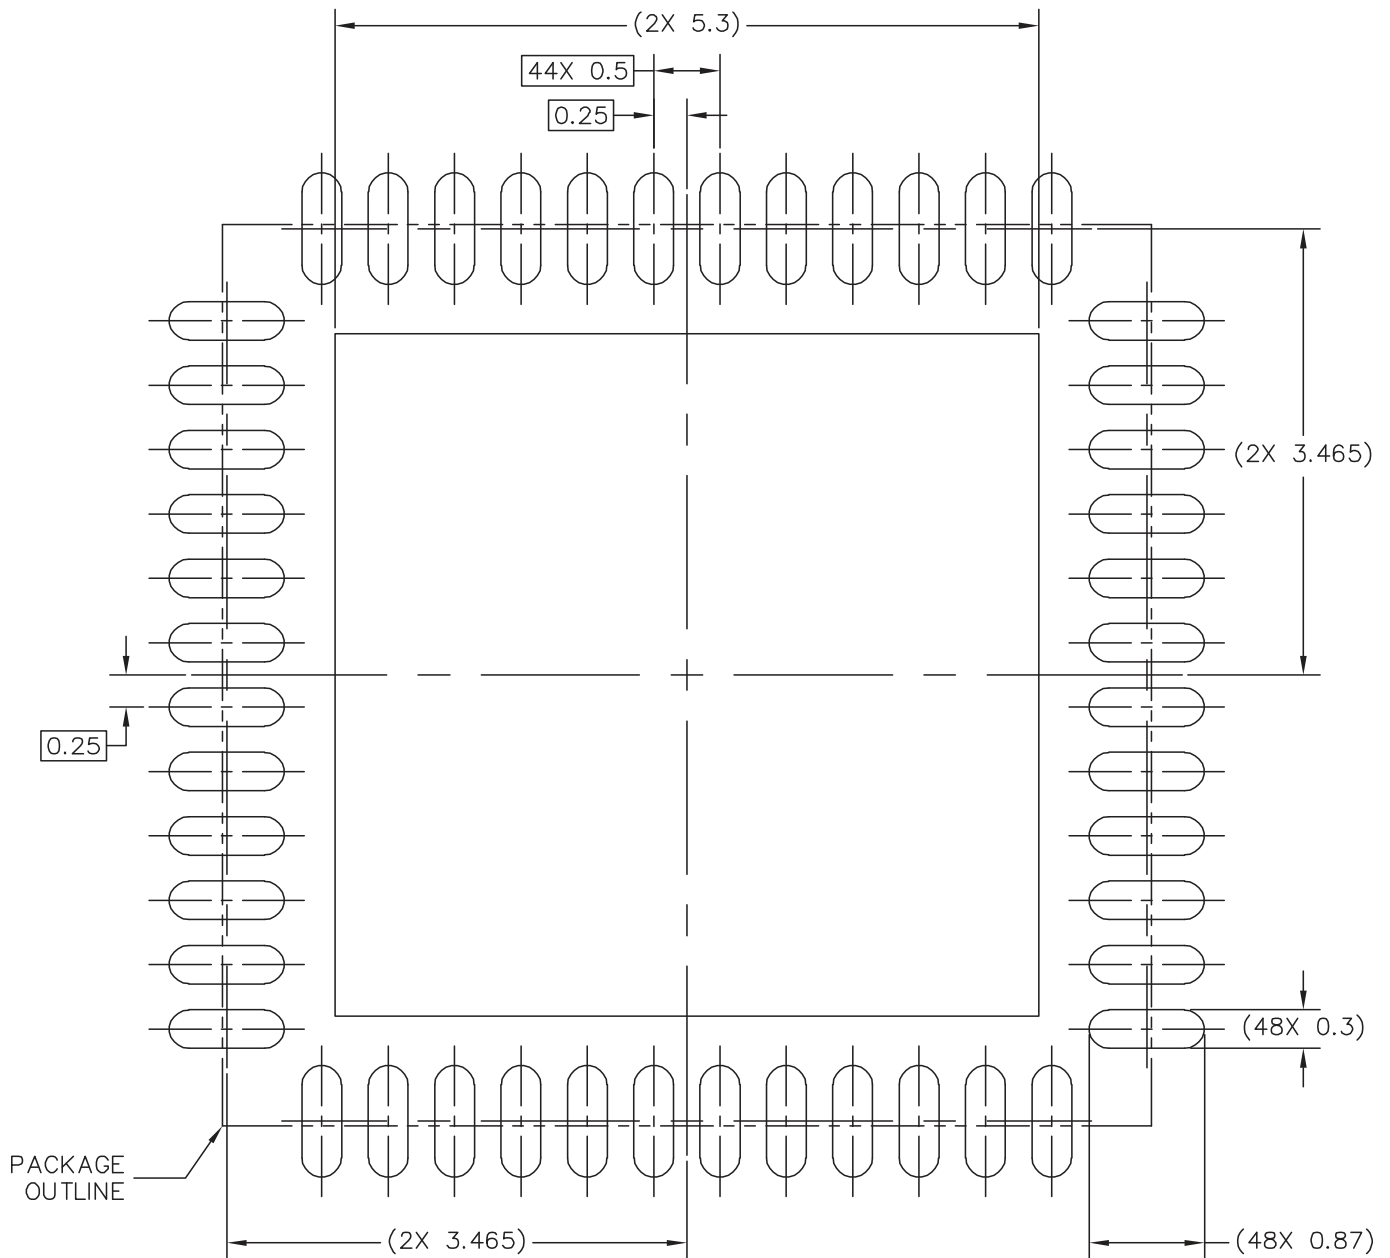 (2X 5.3)
44X 0.5
0.25
(2X 3.465)
0.25
(48X 0.3)
PACKAGE
OUTLINE
(2X 3.465)
(48X 0.87)